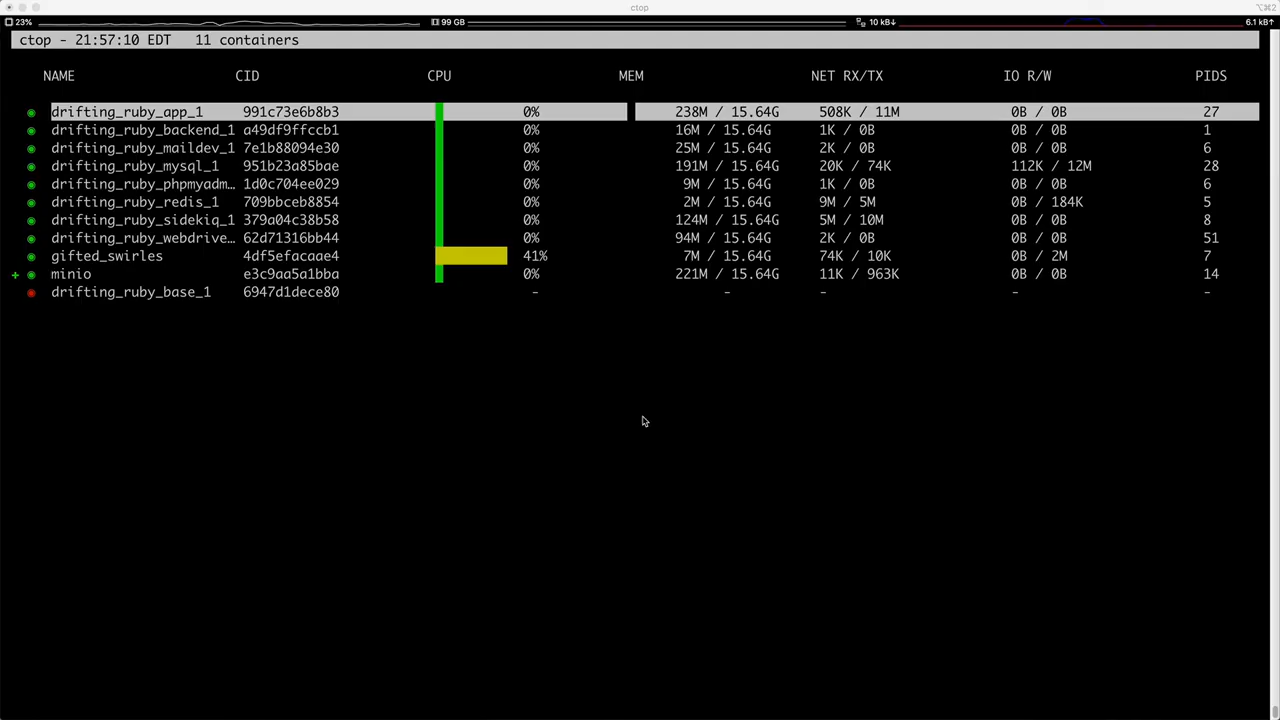 ctop
⌥⌘2
23%
99 GB
10 kB↓
6.1 kB↑
ctop - 21:57:10 EDT 11 containers
NAME CID CPU MEM NET RX/TX IO R/W PIDS
drifting_ruby_app_1 991c73e6b8b3 0% 238M / 15.64G 508K / 11M 0B / 0B 27
drifting_ruby_backend_1 a49df9ffccb1 0% 16M / 15.64G 1K / 0B 0B / 0B 1
drifting_ruby_maildev_1 7e1b88094e30 0% 25M / 15.64G 2K / 0B 0B / 0B 6
drifting_ruby_mysql_1 951b23a85bae 0% 191M / 15.64G 20K / 74K 112K / 12M 28
drifting_ruby_phpmyadm… 1d0c704ee029 0% 9M / 15.64G 1K / 0B 0B / 0B 6
drifting_ruby_redis_1 709bbceb8854 0% 2M / 15.64G 9M / 5M 0B / 184K 5
drifting_ruby_sidekiq_1 379a04c38b58 0% 124M / 15.64G 5M / 10M 0B / 0B 8
drifting_ruby_webdrive… 62d71316bb44 0% 94M / 15.64G 2K / 0B 0B / 0B 51
gifted_swirles 4df5efacaae4 41% 7M / 15.64G 74K / 10K 0B / 2M 7
+ minio e3c9aa5a1bba 0% 221M / 15.64G 11K / 963K 0B / 0B 14
drifting_ruby_base_1 6947d1dece80 - - - - -